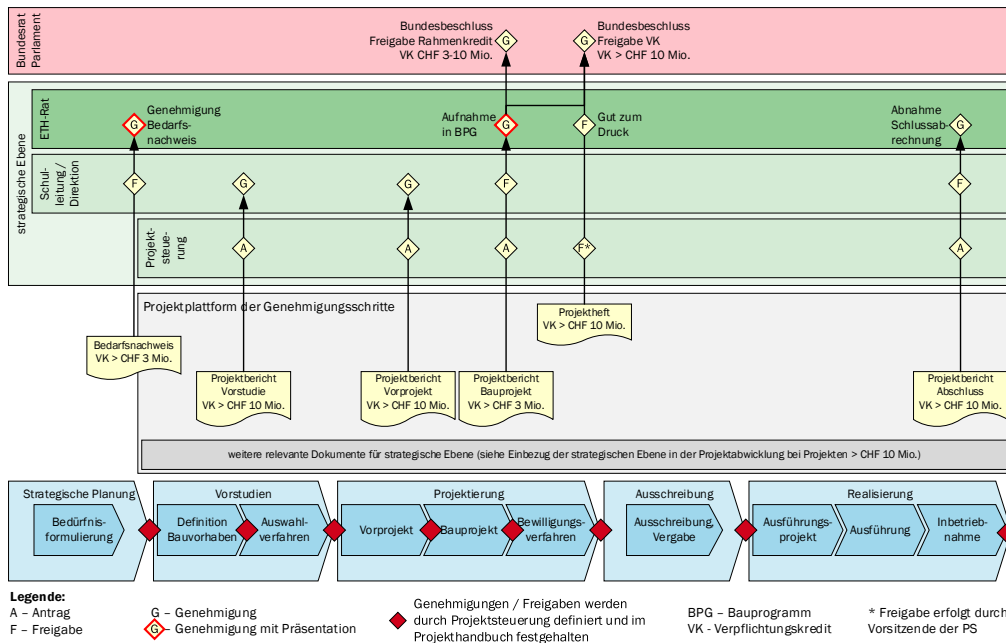 Bundesrat
Parlament
Bundesbeschluss
Freigabe Rahmenkredit
VK CHF 3-10 Mio.
G
G
Bundesbeschluss
Freigabe VK
VK > CHF 10 Mio.
strategische Ebene
ETH-Rat
G
Genehmigung
Bedarfs-
nachweis
Aufnahme
in BPG
G
F
Gut zum
Druck
Abnahme
Schlussab-
rechnung
G
Schul-
leitung /
Direktion
F
G
G
F
F
Projekt-
steue-
rung
A
A
A
F*
A
Projektplattform der Genehmigungsschritte
Projektheft
VK > CHF 10 Mio.
Bedarfsnachweis
VK > CHF 3 Mio.
Projektbericht
Vorstudie
VK > CHF 10 Mio.
Projektbericht
Vorprojekt
VK > CHF 10 Mio.
Projektbericht
Bauprojekt
VK > CHF 3 Mio.
Projektbericht
Abschluss
VK > CHF 10 Mio.
weitere relevante Dokumente für strategische Ebene (siehe Einbezug der strategischen Ebene in der Projektabwicklung bei Projekten > CHF 10 Mio.)
Strategische Planung
Bedürfnis-
formulierung
Vorstudien
Definition
Bauvorhaben
Auswahl-
verfahren
Projektierung
Vorprojekt
Bauprojekt
Bewilligungs-
verfahren
Ausschreibung
Ausschreibung,
Vergabe
Realisierung
Ausführungs-
projekt
Ausführung
Inbetrieb-
nahme
Legende:
A – Antrag
F – Freigabe
G – Genehmigung
G – Genehmigung mit Präsentation
Genehmigungen / Freigaben werden
durch Projektsteuerung definiert und im
Projekthandbuch festgehalten
BPG – Bauprogramm
VK - Verpflichtungskredit
* Freigabe erfolgt durch
Vorsitzende der PS